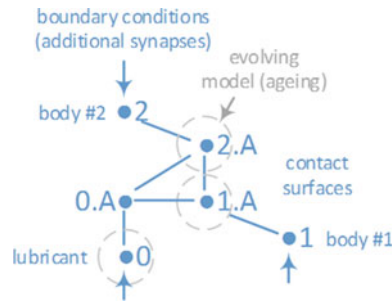 boundary conditions
(additional synapses)
evolving
model (ageing)
body #2
2
2.A
contact
surfaces
0.A
1.A
1
body #1
lubricant
0